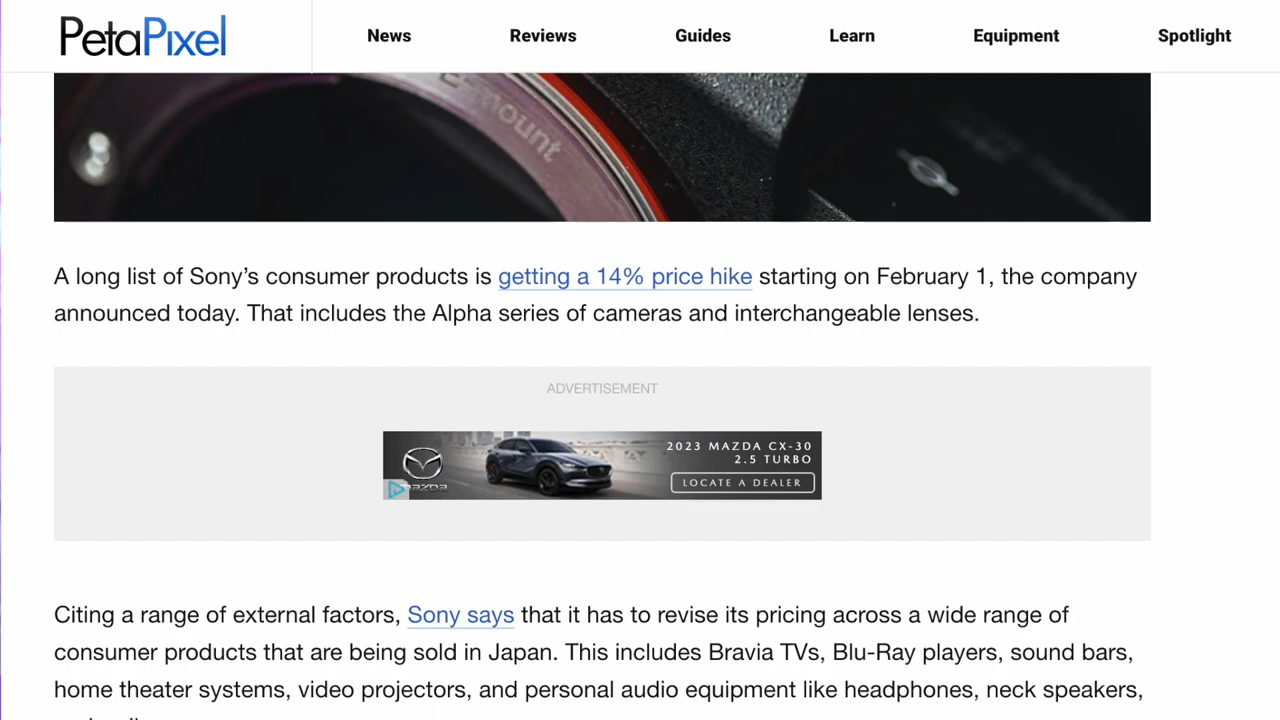 PetaPixel
News Reviews Guides Learn Equipment Spotlight
mount
A long list of Sony’s consumer products is getting a 14% price hike starting on February 1, the company
announced today. That includes the Alpha series of cameras and interchangeable lenses.
ADVERTISEMENT
2023 MAZDA CX-30
2.5 TURBO
LOCATE A DEALER
Citing a range of external factors, Sony says that it has to revise its pricing across a wide range of
consumer products that are being sold in Japan. This includes Bravia TVs, Blu-Ray players, sound bars,
home theater systems, video projectors, and personal audio equipment like headphones, neck speakers,